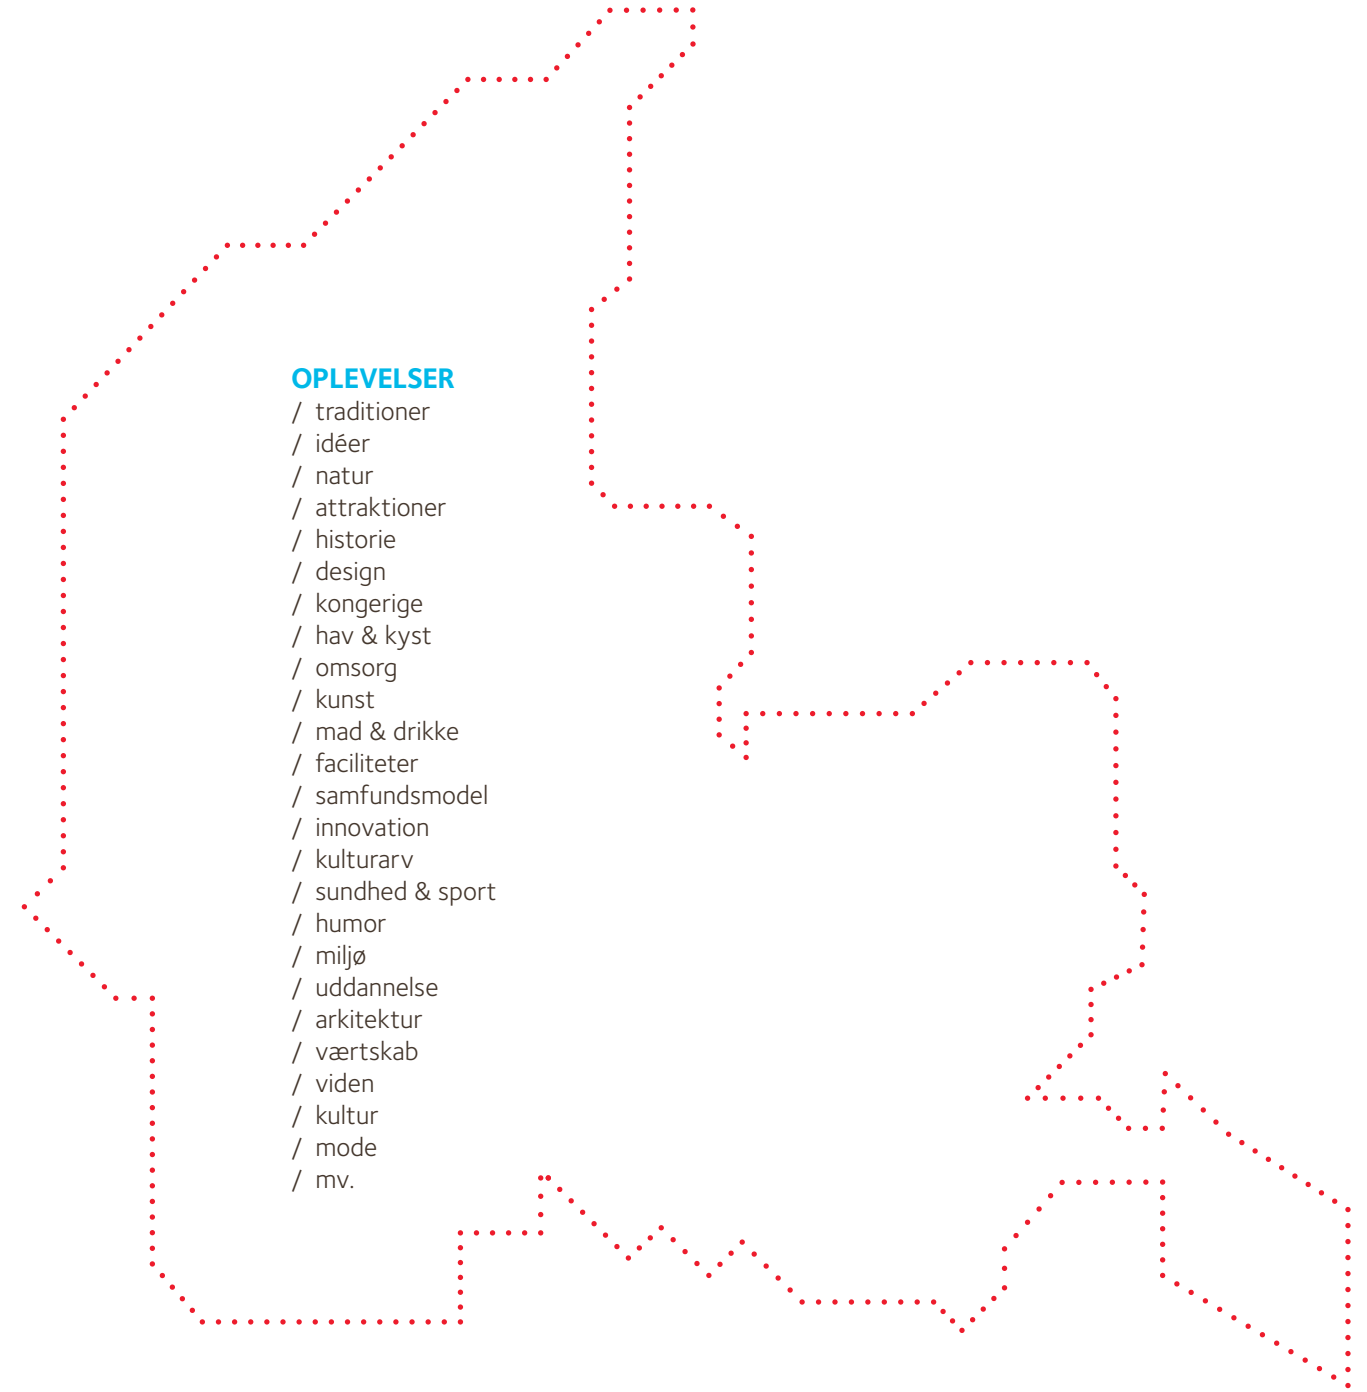 OPLEVELSER
/ traditioner
/ idéer
/ natur
/ attraktioner
/ historie
/ design
/ kongerige
/ hav & kyst
/ omsorg
/ kunst
/ mad & drikke
/ faciliteter
/ samfundsmodel
/ innovation
/ kulturarv
/ sundhed & sport
/ humor
/ miljø
/ uddannelse
/ arkitektur
/ værtskab
/ viden
/ kultur
/ mode
/ mv.